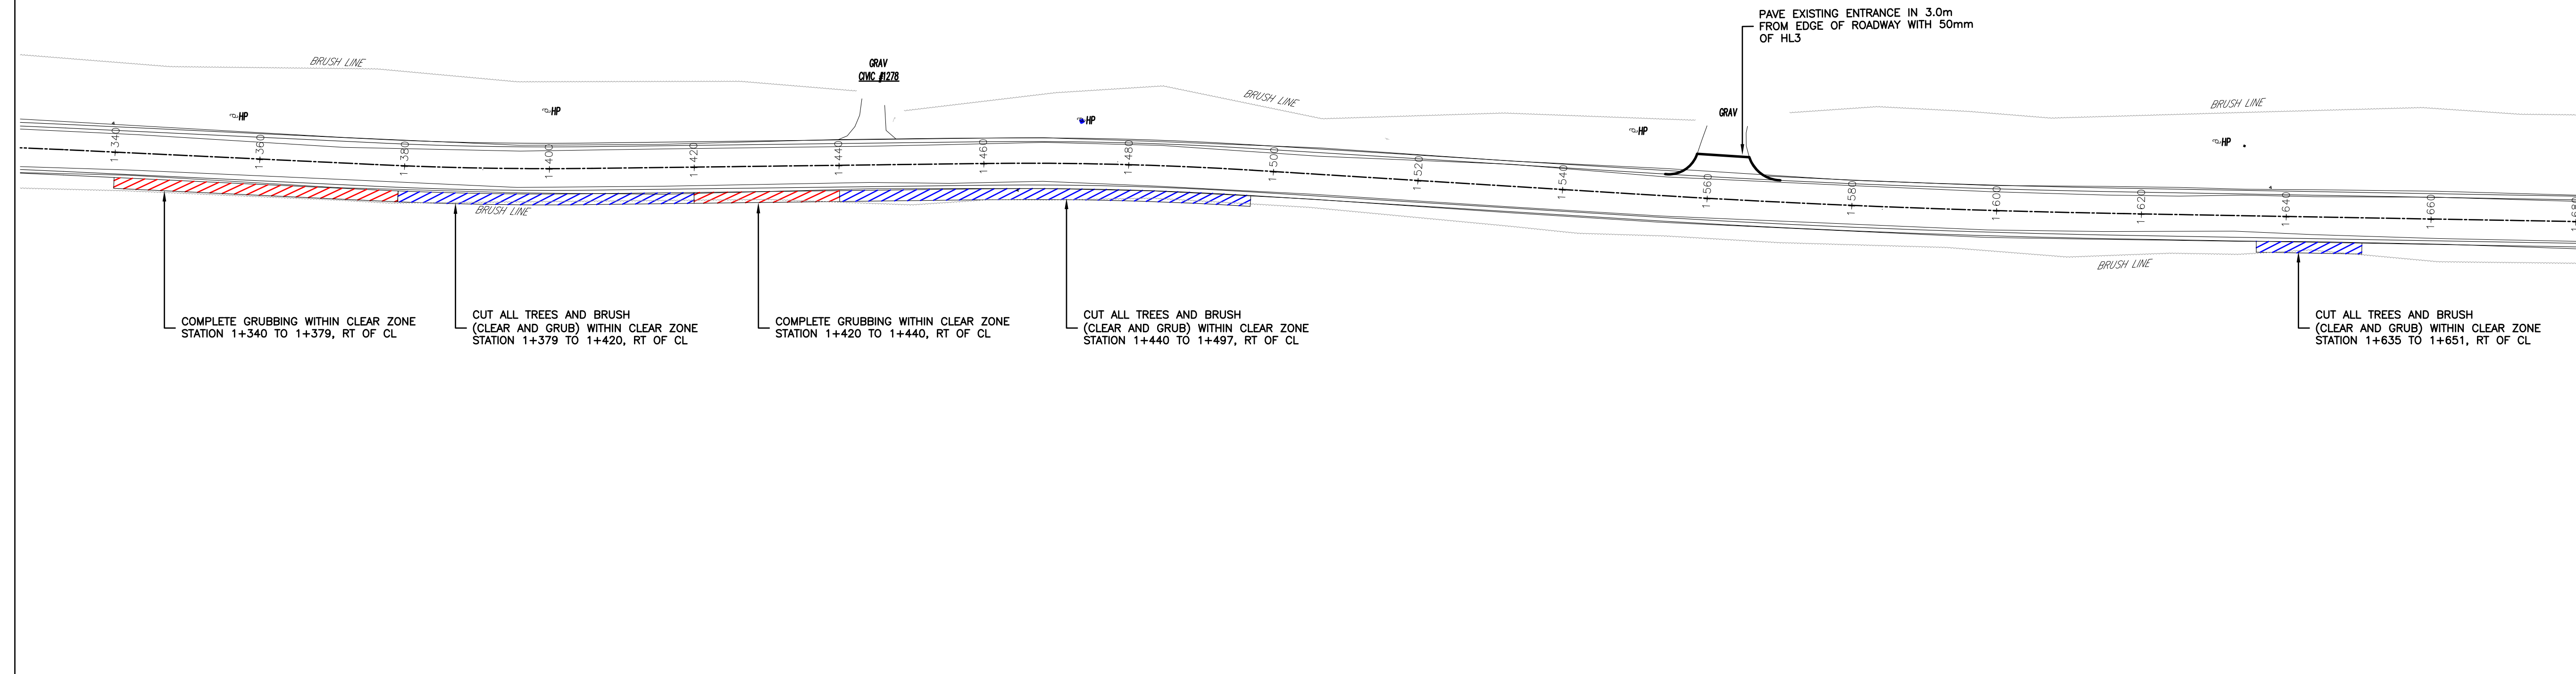 PAVE EXISTING ENTRANCE IN 3.0m
FROM EDGE OF ROADWAY WITH 50mm
OF HL3
BRUSH LINE
GRAV
CIVIC #1278
BRUSH LINE
GRAV
BRUSH LINE
HP
HP
HP
HP
HP
1+340
1+360
1+380
1+400
1+420
1+440
1+460
1+480
1+500
1+520
1+540
1+560
1+580
1+600
1+620
1+640
1+660
BRUSH LINE
BRUSH LINE
COMPLETE GRUBBING WITHIN CLEAR ZONE
STATION 1+340 TO 1+379, RT OF CL
CUT ALL TREES AND BRUSH
(CLEAR AND GRUB) WITHIN CLEAR ZONE
STATION 1+379 TO 1+420, RT OF CL
COMPLETE GRUBBING WITHIN CLEAR ZONE
STATION 1+420 TO 1+440, RT OF CL
CUT ALL TREES AND BRUSH
(CLEAR AND GRUB) WITHIN CLEAR ZONE
STATION 1+440 TO 1+497, RT OF CL
CUT ALL TREES AND BRUSH
(CLEAR AND GRUB) WITHIN CLEAR ZONE
STATION 1+635 TO 1+651, RT OF CL